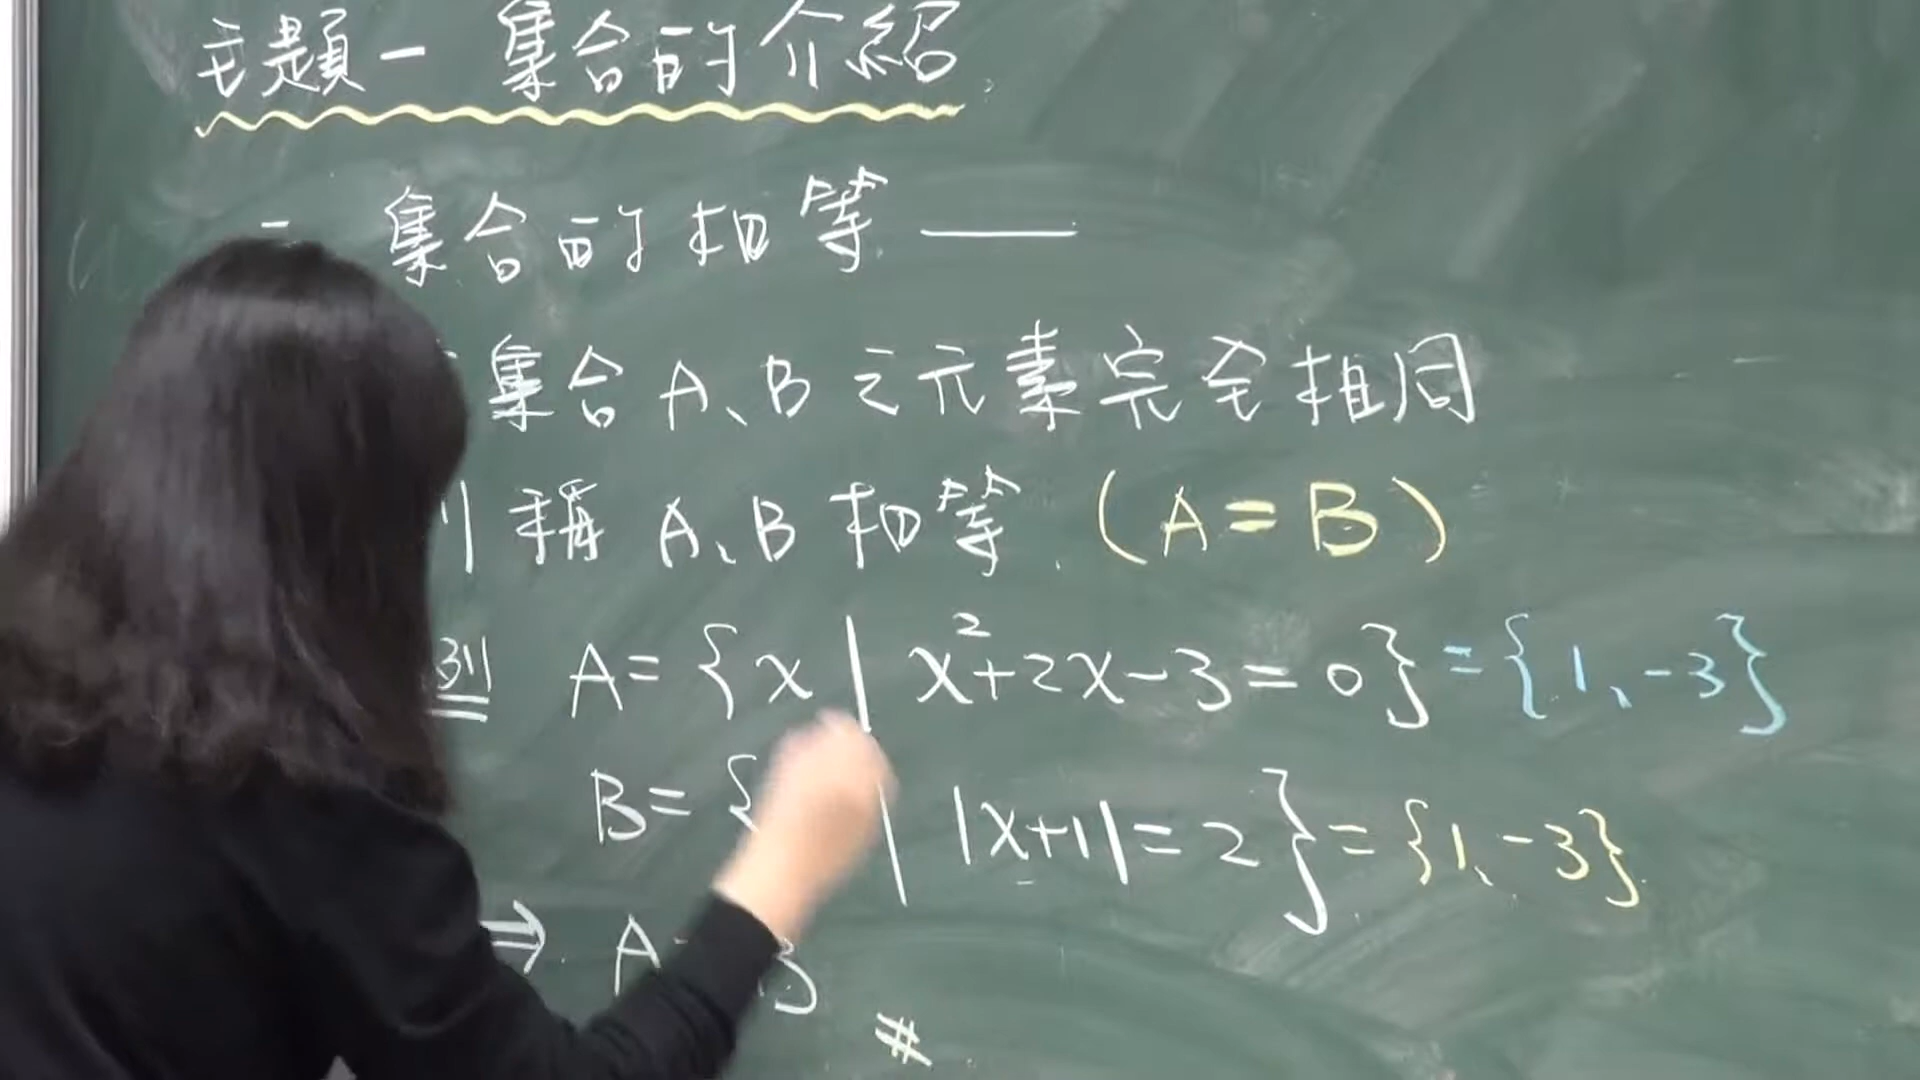 主題一 集合的介紹
集合的相等 ——
集合A、B之元素完全相同
稱A、B相等.(A=B)
例 A={x | x²+2x-3=0}={1、-3}
B={ | |x+1|=2}={1、-3}
⇒ A B #